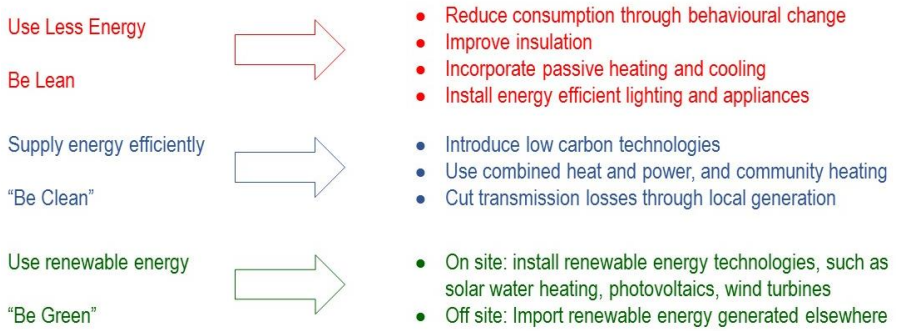 Use Less Energy
Be Lean
● Reduce consumption through behavioural change
● Improve insulation
● Incorporate passive heating and cooling
● Install energy efficient lighting and appliances
Supply energy efficiently
“Be Clean”
● Introduce low carbon technologies
● Use combined heat and power, and community heating
● Cut transmission losses through local generation
Use renewable energy
“Be Green”
● On site: install renewable energy technologies, such as
solar water heating, photovoltaics, wind turbines
● Off site: Import renewable energy generated elsewhere